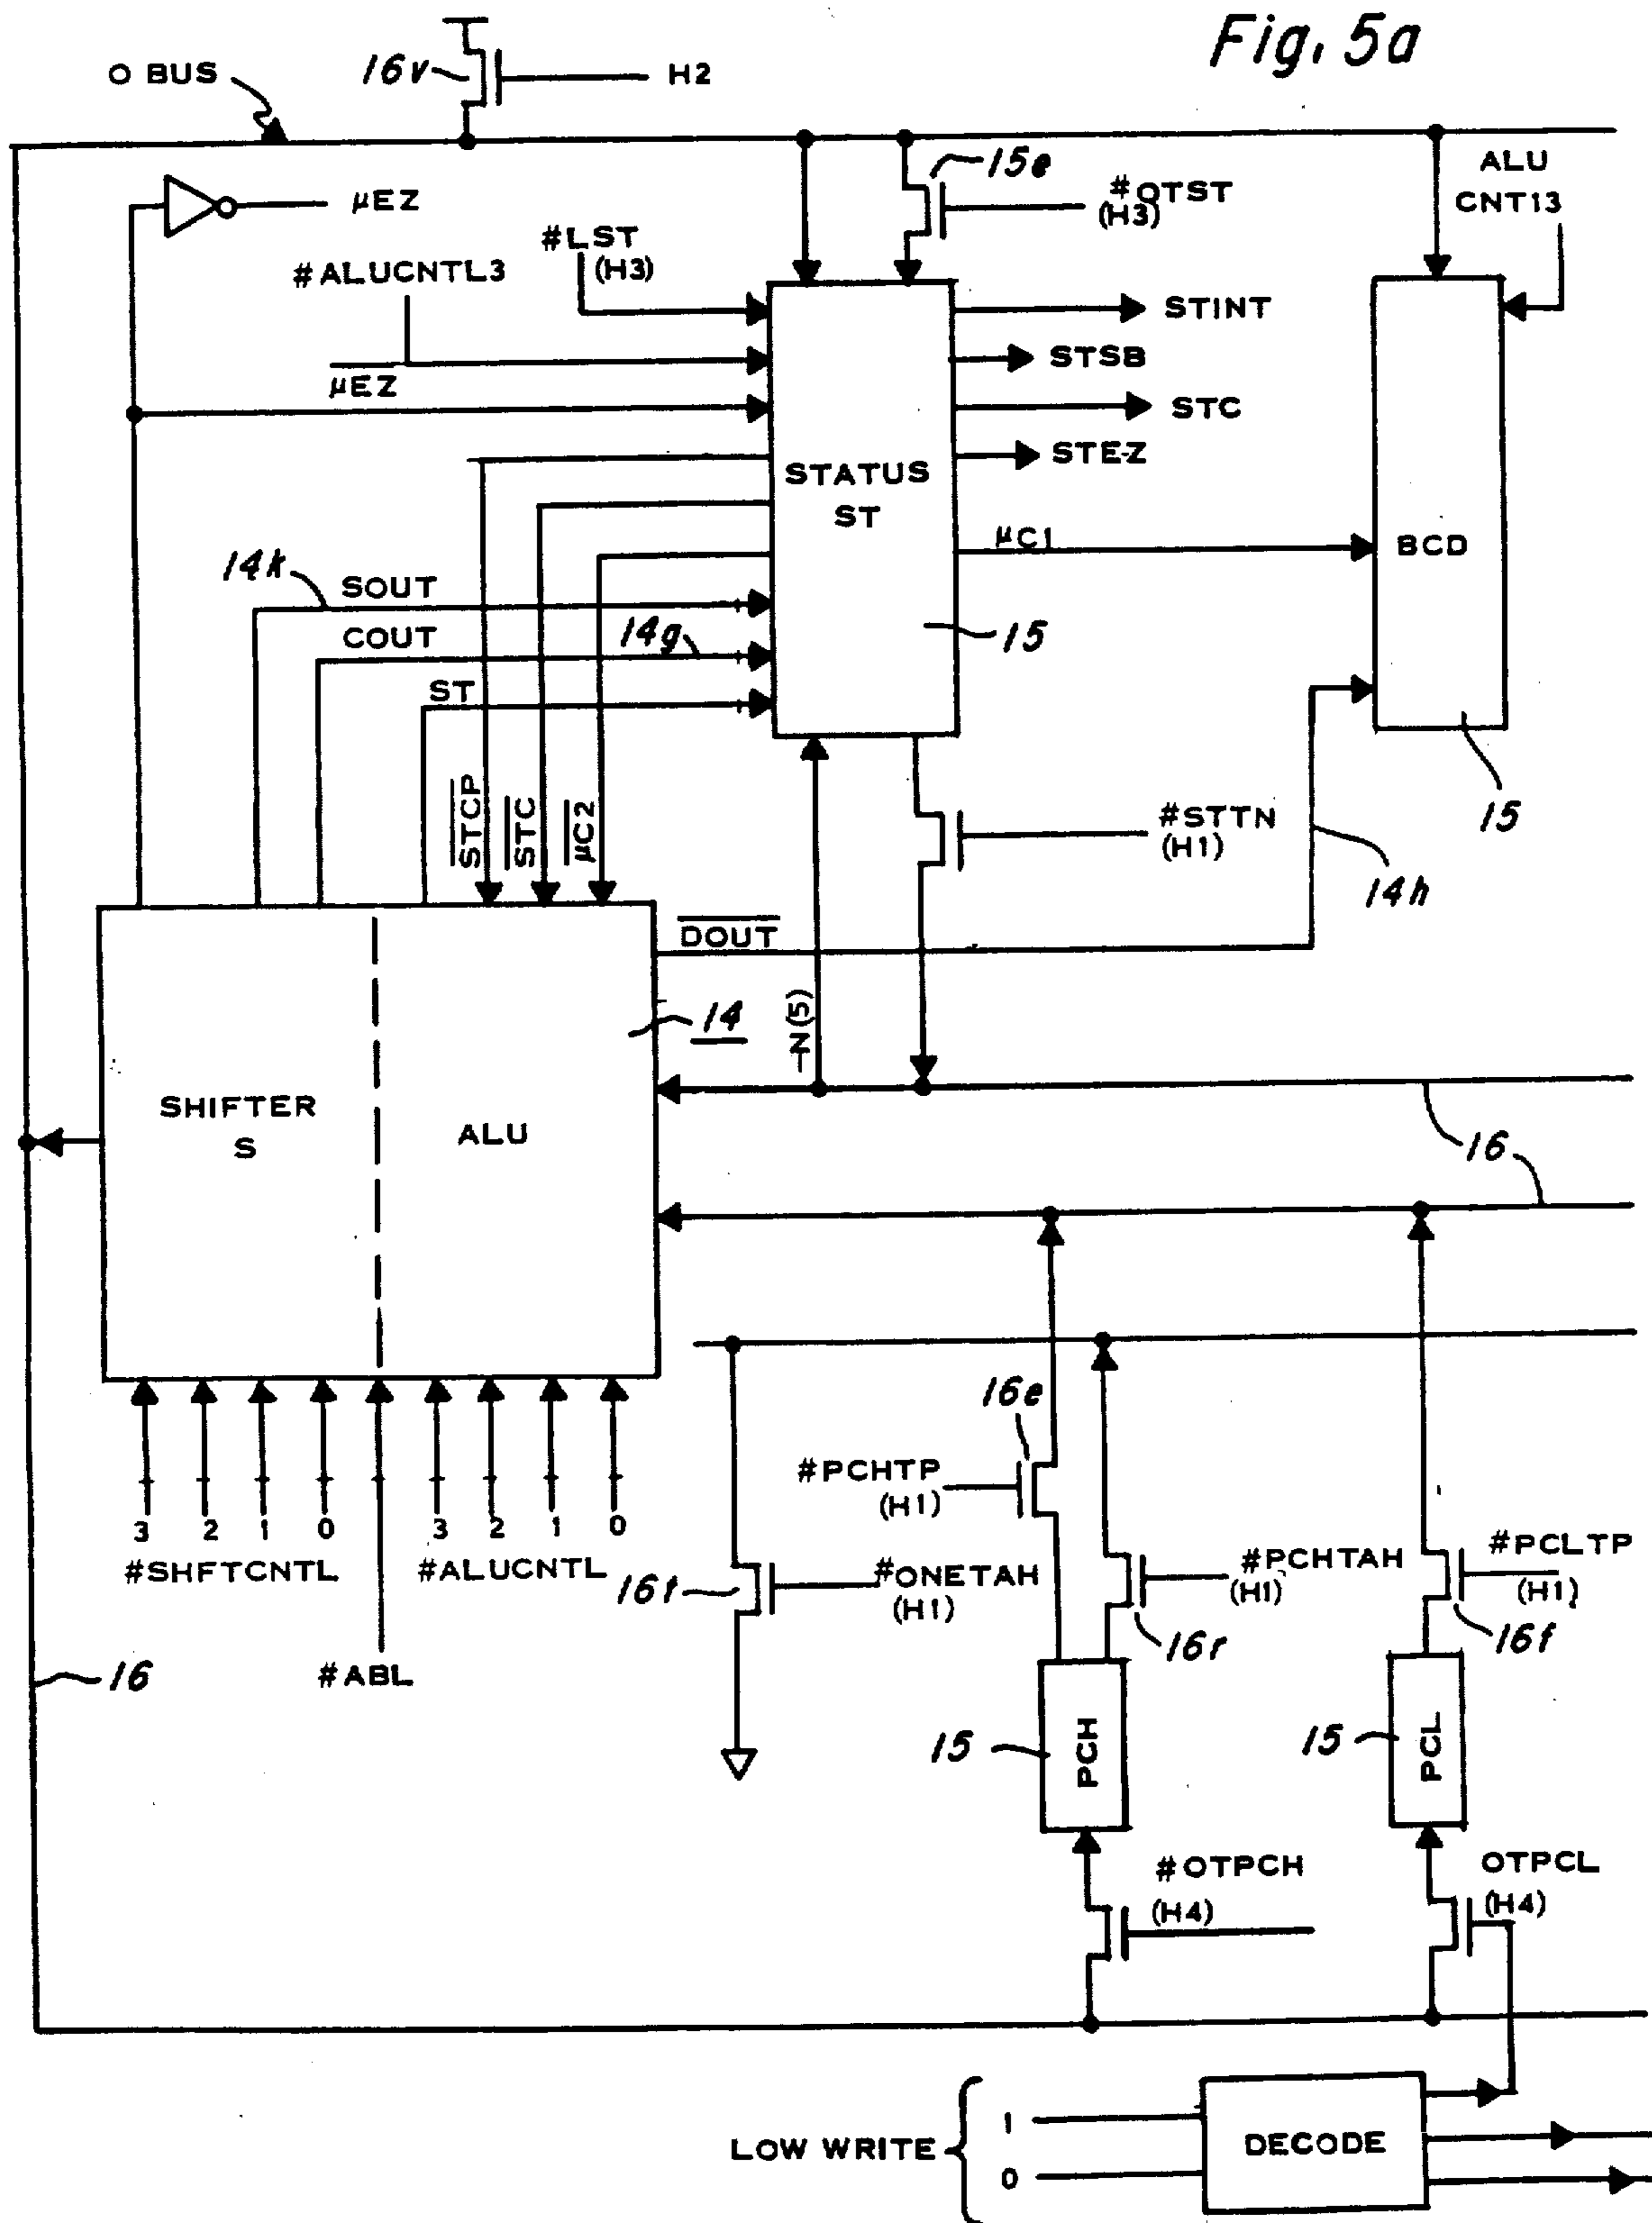 Fig. 5a
O BUS
16v
H2
15e
#OTST
(H3)
ALU
CNT13
µEZ
#LST
(H3)
#ALUCNTL3
µEZ
STINT
STSB
STC
STEZ
STATUS
ST
µC1
BCD
14k
SOUT
COUT
14g
ST
15
15
STCP
STC
µC2
#STTN
(H1)
14h
DOUT
N(5)
14
SHIFTER
S
ALU
16
16e
#PCHTP
(H1)
3 2 1 0 3 2 1 0
#SHFTCNTL
#ALUCNTL
16t
#ONETAH
(H1)
#PCHTAH
(H1)
#PCLTP
(H1)
16r
16f
16
#ABL
15
PCH
15
PCL
#OTPCH
(H4)
OTPCL
(H4)
LOW WRITE
1
0
DECODE